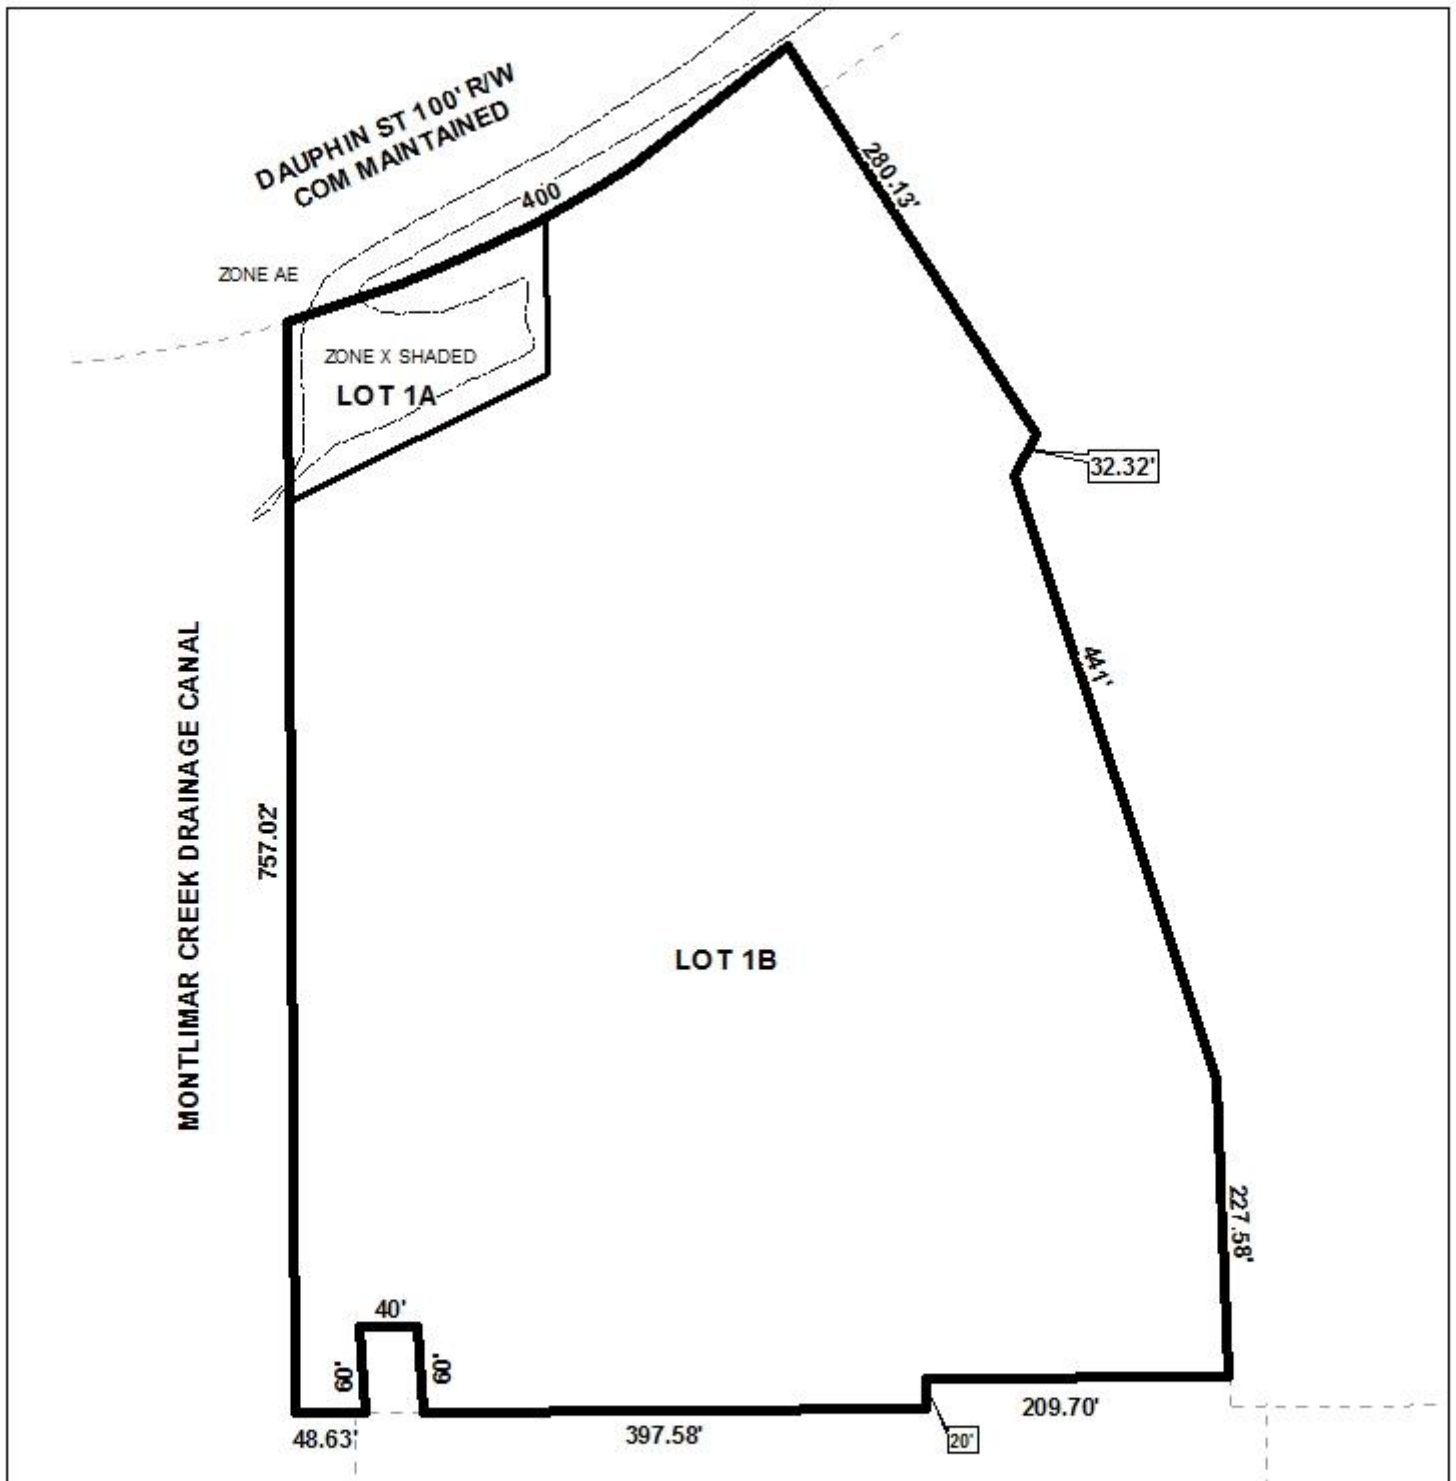 DAUPHIN ST 100' R/W
COM MAINTAINED
400
280.13'
ZONE AE
ZONE X SHADED
LOT 1A
32.32'
441'
MONTLIMAR CREEK DRAINAGE CANAL
757.02'
LOT 1B
227.58'
40'
60'
60'
48.63'
397.58'
20'
209.70'